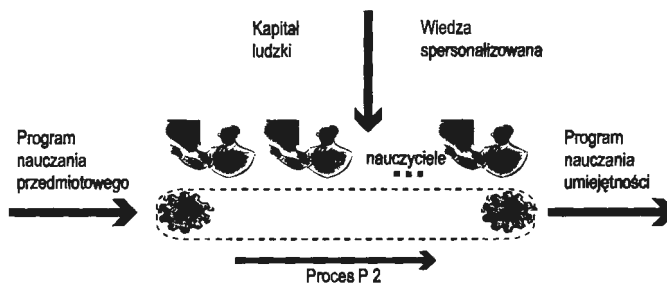 Kapitał
ludzki
Wiedza
spersonalizowana
Program
nauczania
przedmiotowego
nauczyciele
...
Program
nauczania
umiejętności
Proces P 2